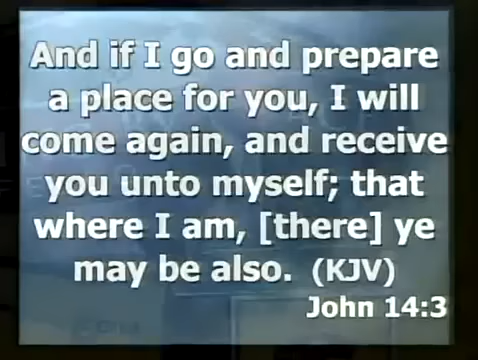 And if I go and prepare
a place for you, I will
come again, and receive
you unto myself; that
where I am, [there] ye
may be also. (KJV)
John 14:3